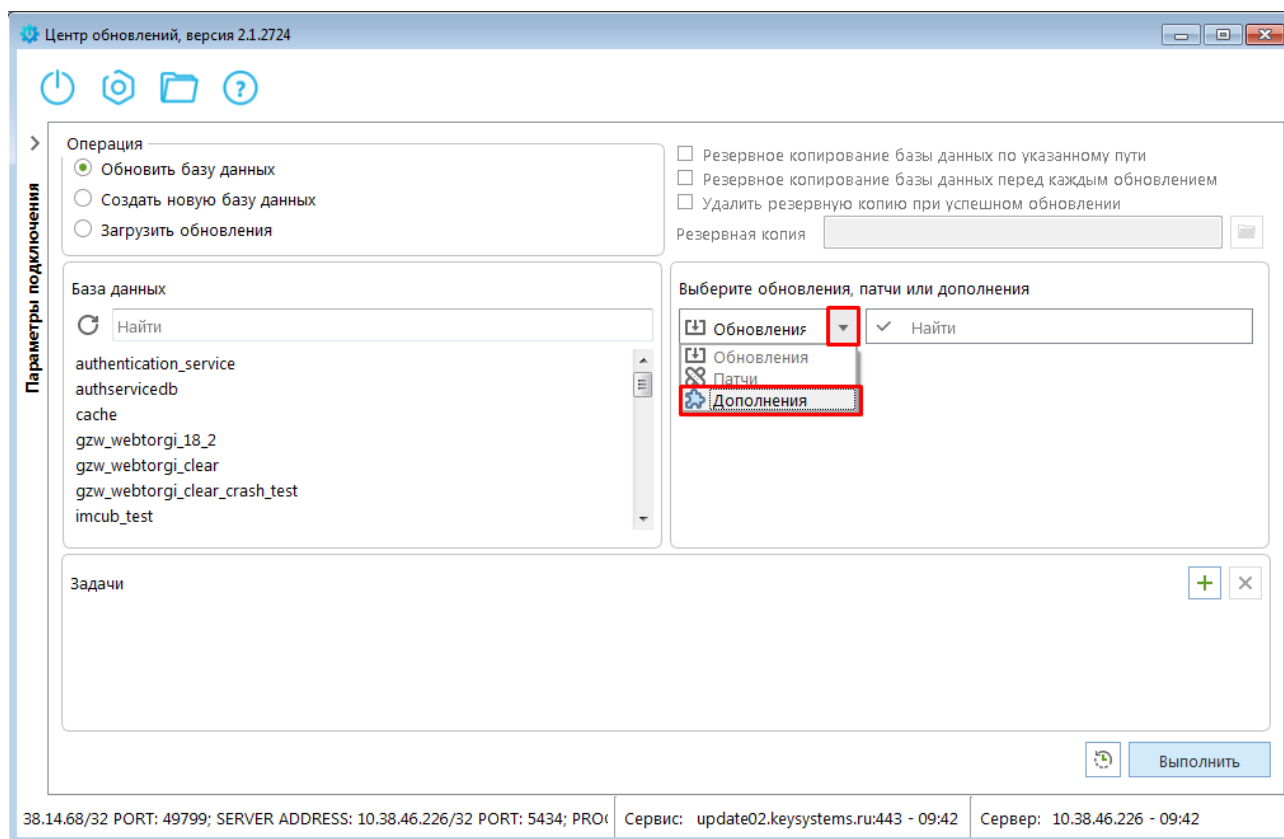 Центр обновлений, версия 2.1.2724
Параметры подключения
Операция
Обновить базу данных
Создать новую базу данных
Загрузить обновления
Резервное копирование базы данных по указанному пути
Резервное копирование базы данных перед каждым обновлением
Удалить резервную копию при успешном обновлении
Резервная копия
База данных
Найти
authentication_service
authservicedb
cache
gzw_webtorgi_18_2
gzw_webtorgi_clear
gzw_webtorgi_clear_crash_test
imcub_test
Выберите обновления, патчи или дополнения
Обновления
Найти
Обновления
Патчи
Дополнения
Задачи
Выполнить
38.14.68/32 PORT: 49799; SERVER ADDRESS: 10.38.46.226/32 PORT: 5434; PRO
Сервис: update02.keysystems.ru:443 - 09:42
Сервер: 10.38.46.226 - 09:42